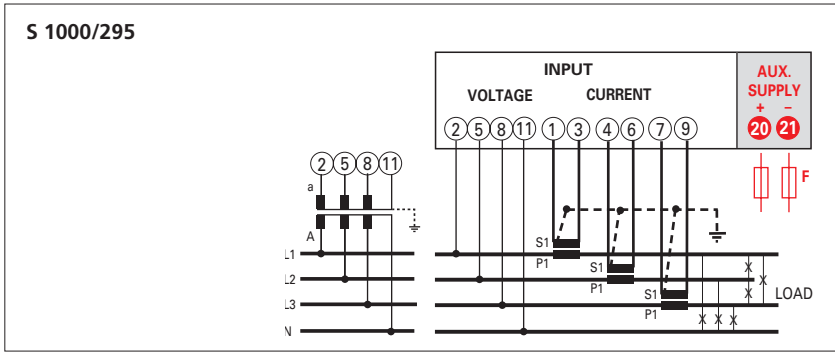 S 1000/295
INPUT
AUX.
SUPPLY
VOLTAGE CURRENT
+ –
2 5 8 11 1 3 4 6 7 9 20 21
2 5 8 11
a
F
A
S1
L1
P1
S1
L2
P1
S1
LOAD
L3
P1
N
X X X X X X